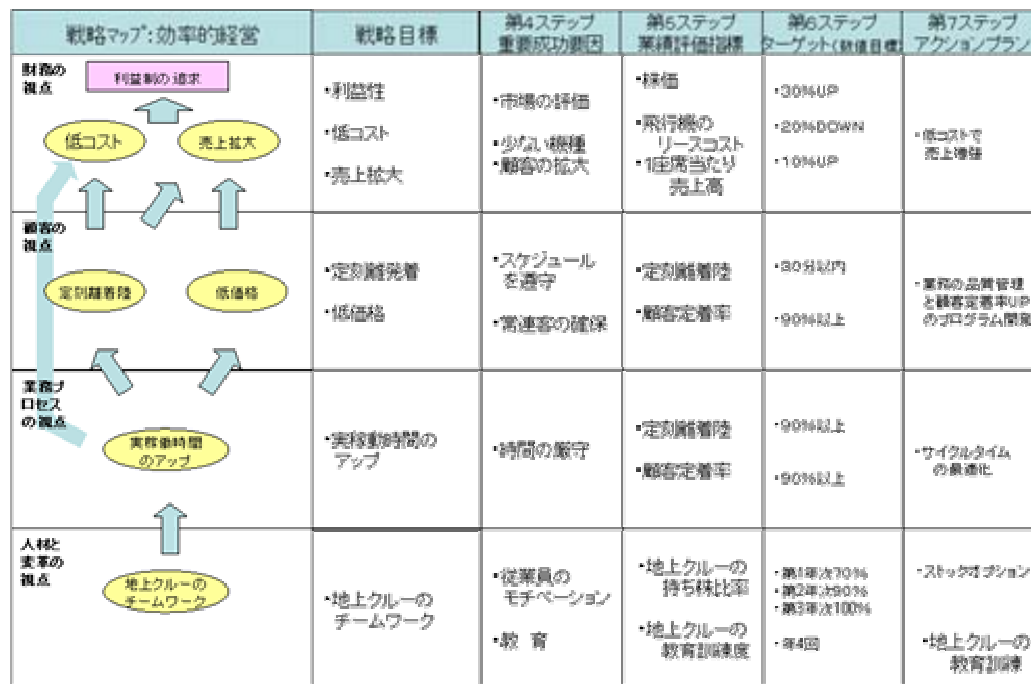 戦略マップ:効率的経営
戦略目標
第4ステップ
重要成功要因
第5ステップ
業績評価指標
第6ステップ
ターゲット(数値目標)
第7ステップ
アクションプラン
財務の
視点
利益制の追求
低コスト
売上拡大
・利益性
・低コスト
・売上拡大
・市場の評価
・少ない機種
・顧客の拡大
・株価
・飛行機の
リースコスト
・1座席当たり
売上高
・30%UP
・20%DOWN
・10%UP
・低コストで
売上増強
顧客の
視点
定刻離着陸
低価格
・定刻離発着
・低価格
・スケジュール
を遵守
・常連客の確保
・定刻離着陸
・顧客定着率
・30分以内
・90%以上
・業務の品質管理
と顧客定着率UP
のプログラム開発
業務プ
ロセス
の視点
実稼働時間
のアップ
・実稼動時間の
アップ
・時間の厳守
・定刻離着陸
・顧客定着率
・90%以上
・90%以上
・サイクルタイム
の最適化
人材と
変革の
視点
地上クルーの
チームワーク
・地上クルーの
チームワーク
・従業員の
モチベーション
・教 育
・地上クルーの
持ち株比率
・地上クルーの
教育訓練度
・第1年次70%
・第2年次90%
・第3年次100%
・年4回
・ストックオプション
・地上クルーの
教育訓練